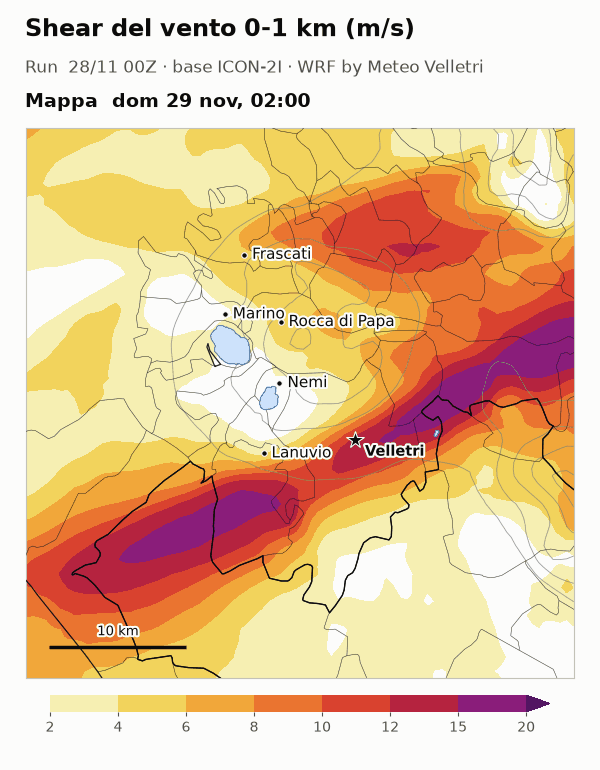 Shear del vento 0-1 km (m/s)
Run  28/11 00Z · base ICON-2I · WRF by Meteo Velletri
Mappa  dom 29 nov, 02:00
Frascati
Marino
Rocca di Papa
Nemi
Velletri
Lanuvio
10 km
2 4 6 8 10 12 15 20